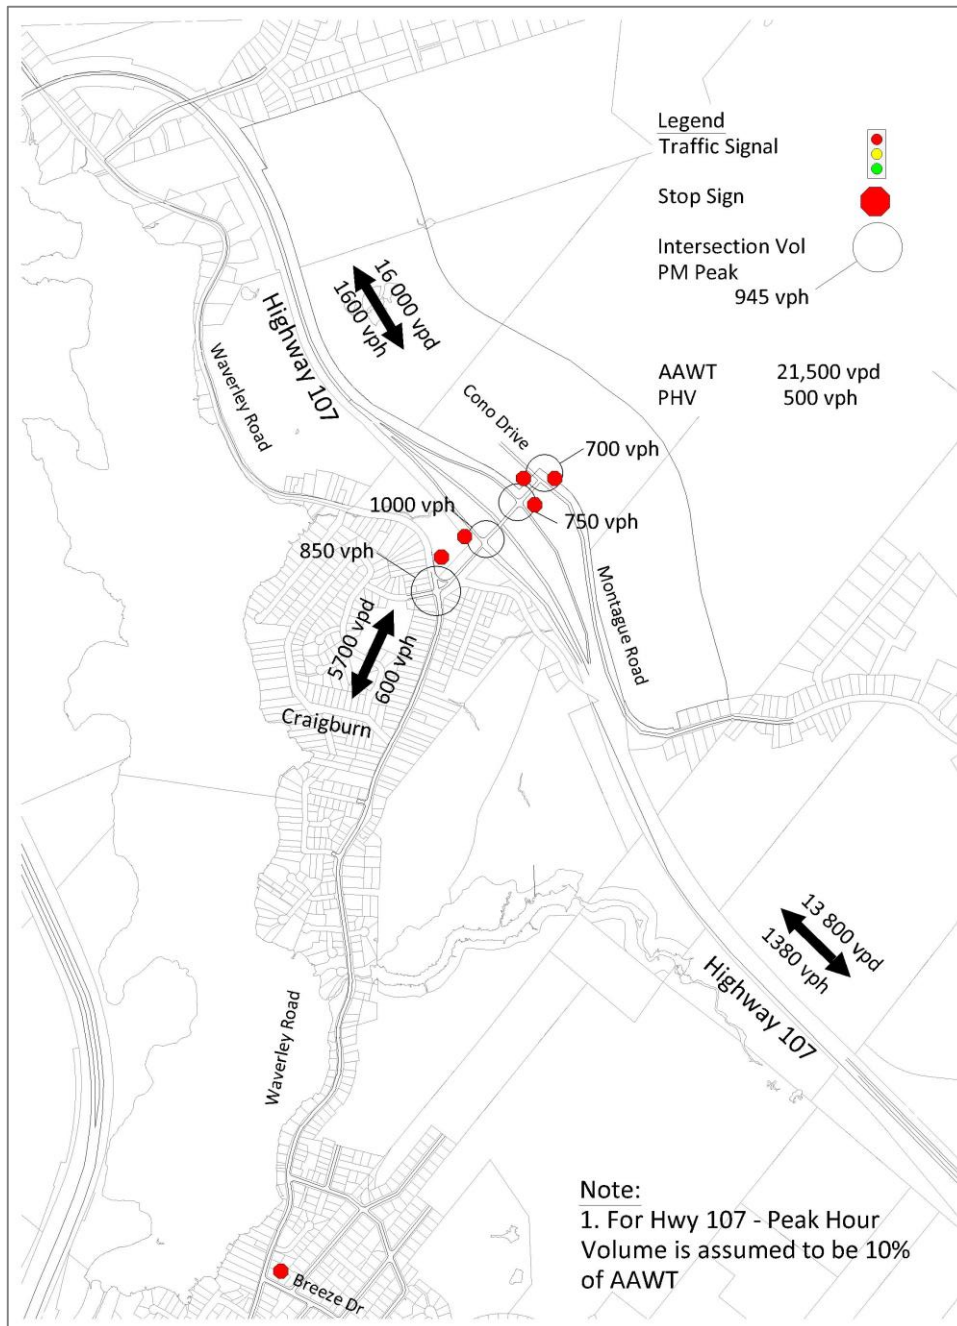 Legend
Traffic Signal
Stop Sign
Intersection Vol
PM Peak
945 vph
AAWT 21,500 vpd
PHV 500 vph
16 000 vpd
1600 vph
Highway 107
Waverley Road
Cono Drive
700 vph
1000 vph
750 vph
850 vph
Montague Road
5700 vpd
600 vph
Craigburn
13 800 vpd
1380 vph
Highway 107
Waverley Road
Note:
1. For Hwy 107 - Peak Hour
Volume is assumed to be 10%
of AAWT
Breeze Dr